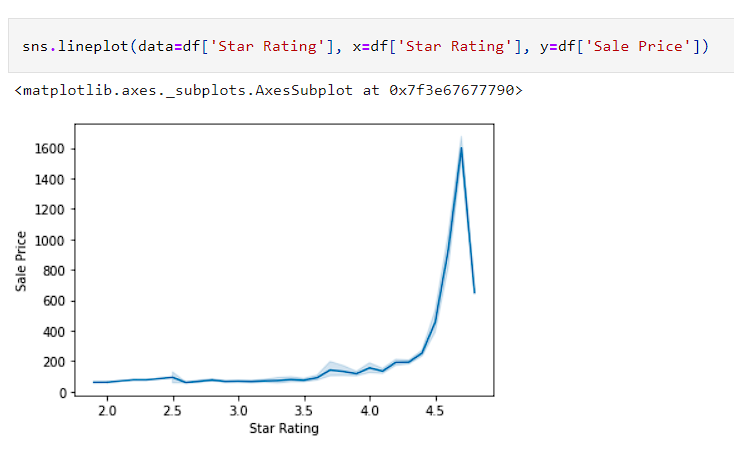 sns.lineplot(data=df['Star Rating'], x=df['Star Rating'], y=df['Sale Price'])
<matplotlib.axes._subplots.AxesSubplot at 0x7f3e67677790>
1600
1400
1200
1000
800
600
400
200
0
Sale Price
2.0 2.5 3.0 3.5 4.0 4.5
Star Rating